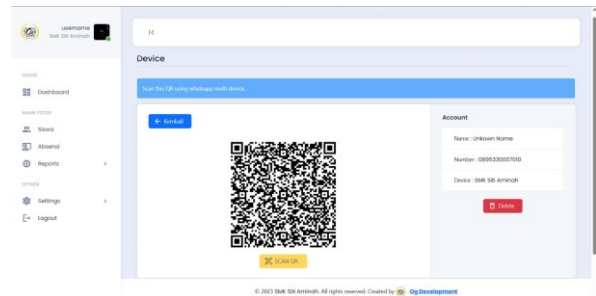 username
SMK Siti Aminah
HOME
Dashboard
MAIN FITUR
Siswa
Absensi
Reports
OTHER
Settings
Logout
Device
Scan this QR using whatsapp multi device.
Kembali
SCAN QR
Account
Name : Unkown Name
Number : 0895330007010
Device : SMK Siti Aminah
Delete
© 2023 SMK Siti Aminah. All rights reserved. Created by Og Development